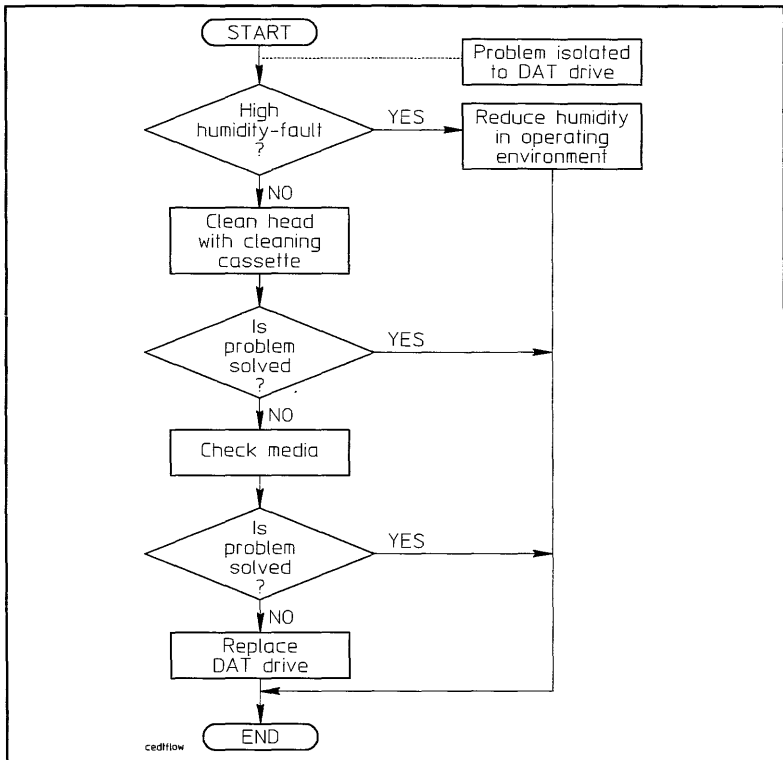 START
Problem isolated
to DAT drive
High
humidity-fault
?
YES
Reduce humidity
in operating
environment
NO
Clean head
with cleaning
cassette
Is
problem
solved
?
YES
NO
Check media
Is
problem
solved
?
YES
NO
Replace
DAT drive
END
cedtflow